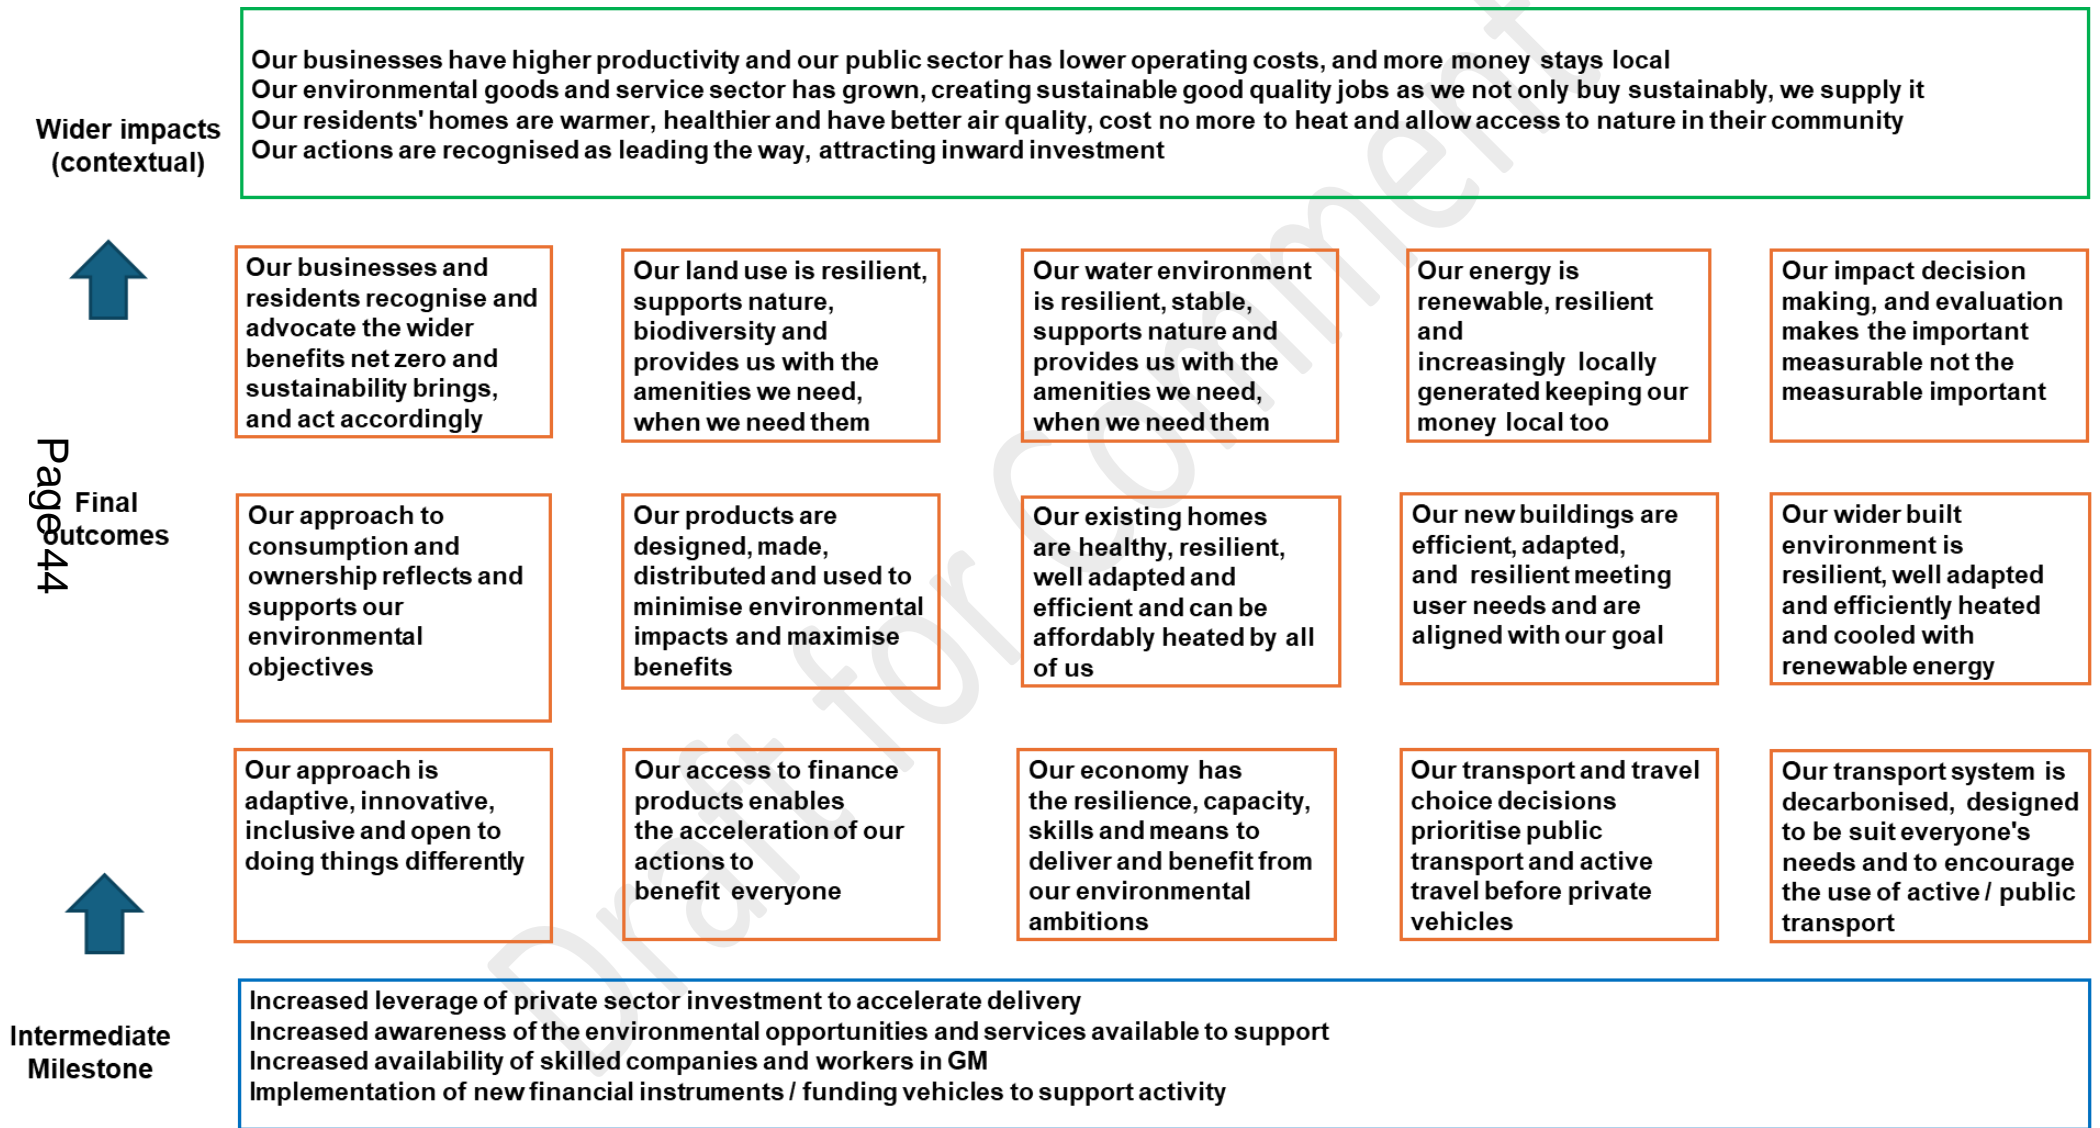 Our businesses have higher productivity and our public sector has lower operating costs, and more money stays local
Our environmental goods and service sector has grown, creating sustainable good quality jobs as we not only buy sustainably, we supply it
Our residents' homes are warmer, healthier and have better air quality, cost no more to heat and allow access to nature in their community
Our actions are recognised as leading the way, attracting inward investment
Wider impacts
(contextual)
Our businesses and
residents recognise and
advocate the wider
benefits net zero and
sustainability brings,
and act accordingly
Our land use is resilient,
supports nature,
biodiversity and
provides us with the
amenities we need,
when we need them
Our water environment
is resilient, stable,
supports nature and
provides us with the
amenities we need,
when we need them
Our energy is
renewable, resilient
and
increasingly locally
generated keeping our
money local too
Our impact decision
making, and evaluation
makes the important
measurable not the
measurable important
Page 44
Final
outcomes
Our approach to
consumption and
ownership reflects and
supports our
environmental
objectives
Our products are
designed, made,
distributed and used to
minimise environmental
impacts and maximise
benefits
Our existing homes
are healthy, resilient,
well adapted and
efficient and can be
affordably heated by all
of us
Our new buildings are
efficient, adapted,
and resilient meeting
user needs and are
aligned with our goal
Our wider built
environment is
resilient, well adapted
and efficiently heated
and cooled with
renewable energy
Our approach is
adaptive, innovative,
inclusive and open to
doing things differently
Our access to finance
products enables
the acceleration of our
actions to
benefit everyone
Our economy has
the resilience, capacity,
skills and means to
deliver and benefit from
our environmental
ambitions
Our transport and travel
choice decisions
prioritise public
transport and active
travel before private
vehicles
Our transport system is
decarbonised, designed
to be suit everyone's
needs and to encourage
the use of active / public
transport
Intermediate
Milestone
Increased leverage of private sector investment to accelerate delivery
Increased awareness of the environmental opportunities and services available to support
Increased availability of skilled companies and workers in GM
Implementation of new financial instruments / funding vehicles to support activity
Draft for Comment